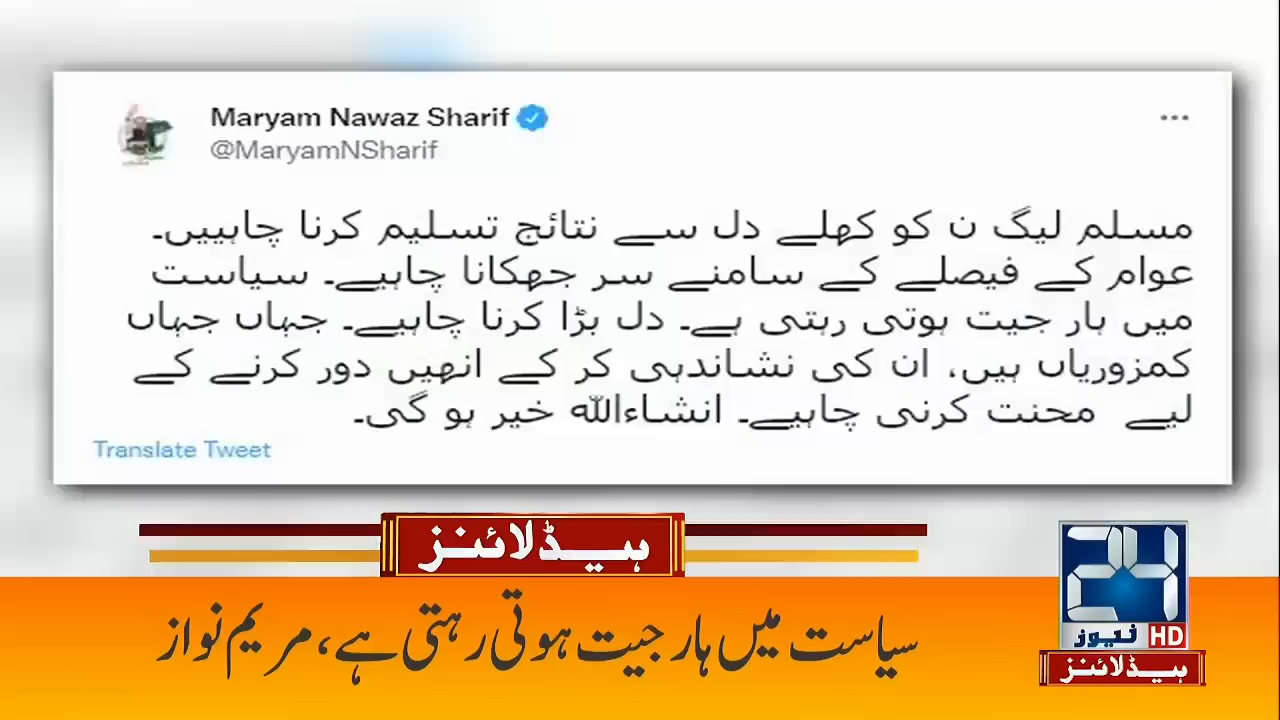 Maryam Nawaz Sharif
@MaryamNSharif
مسلم لیگ ن کو کھلے دل سے نتائج تسلیم کرنا چاہییں۔
عوام کے فیصلے کے سامنے سر جھکانا چاہیے۔ سیاست
میں ہار جیت ہوتی رہتی ہے۔ دل بڑا کرنا چاہیے۔ جہاں جہاں
کمزوریاں ہیں، ان کی نشاندہی کر کے انھیں دور کرنے کے
لیے محنت کرنی چاہیے۔ انشاءاللہ خیر ہو گی۔
Translate Tweet
ہیڈلائنز
سیاست میں ہار جیت ہوتی رہتی ہے، مریم نواز
24
نیوز HD
ہیڈلائنز